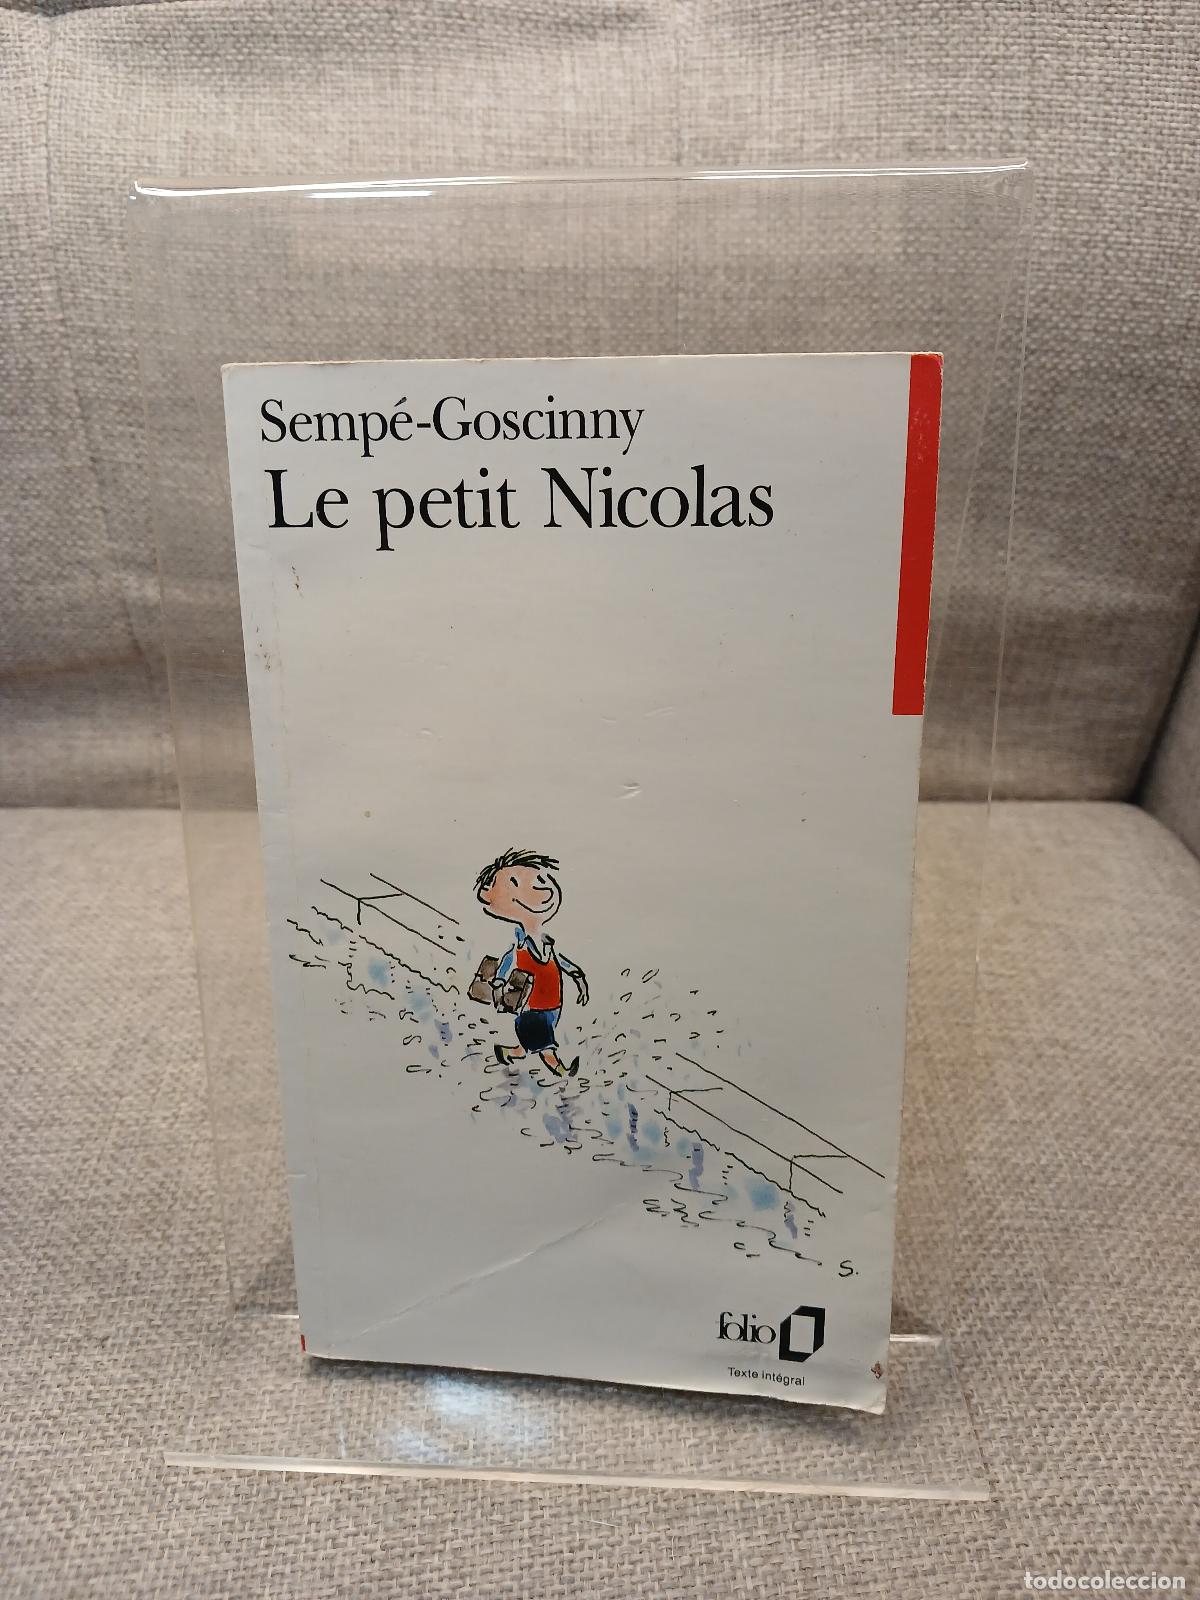 Sempé-Goscinny
Le petit Nicolas
S.
folio
Texte intégral
todocoleccion